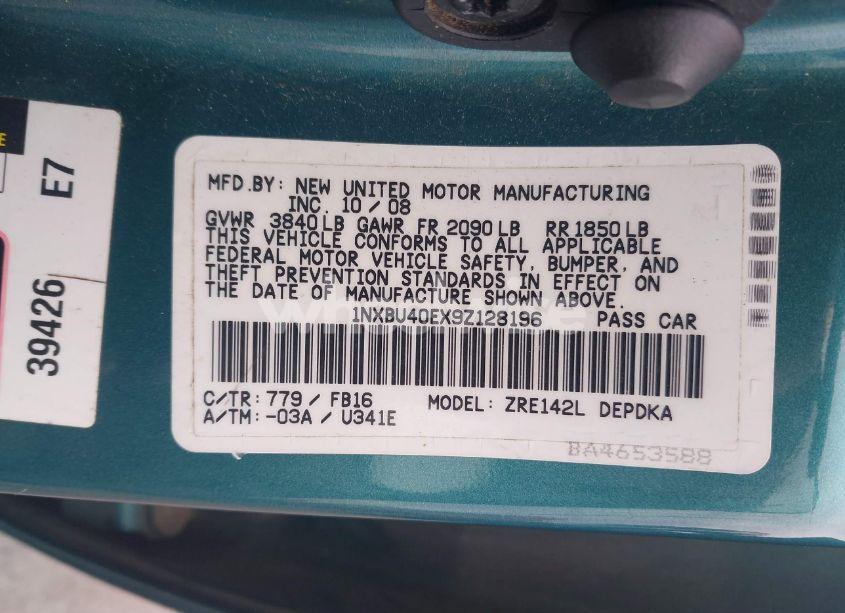 E7
39426
MFD.BY: NEW UNITED MOTOR MANUFACTURING
INC. 10 / 08
GVWR 3840 LB GAWR FR 2090 LB RR 1850 LB
THIS VEHICLE CONFORMS TO ALL APPLICABLE
FEDERAL MOTOR VEHICLE SAFETY, BUMPER, AND
THEFT PREVENTION STANDARDS IN EFFECT ON
THE DATE OF MANUFACTURE SHOWN ABOVE.
1NXBU40EX9Z128196 PASS CAR
C/TR: 779 / FB16 MODEL: ZRE142L DEPDKA
A/TM: -03A / U341E
BA4653588